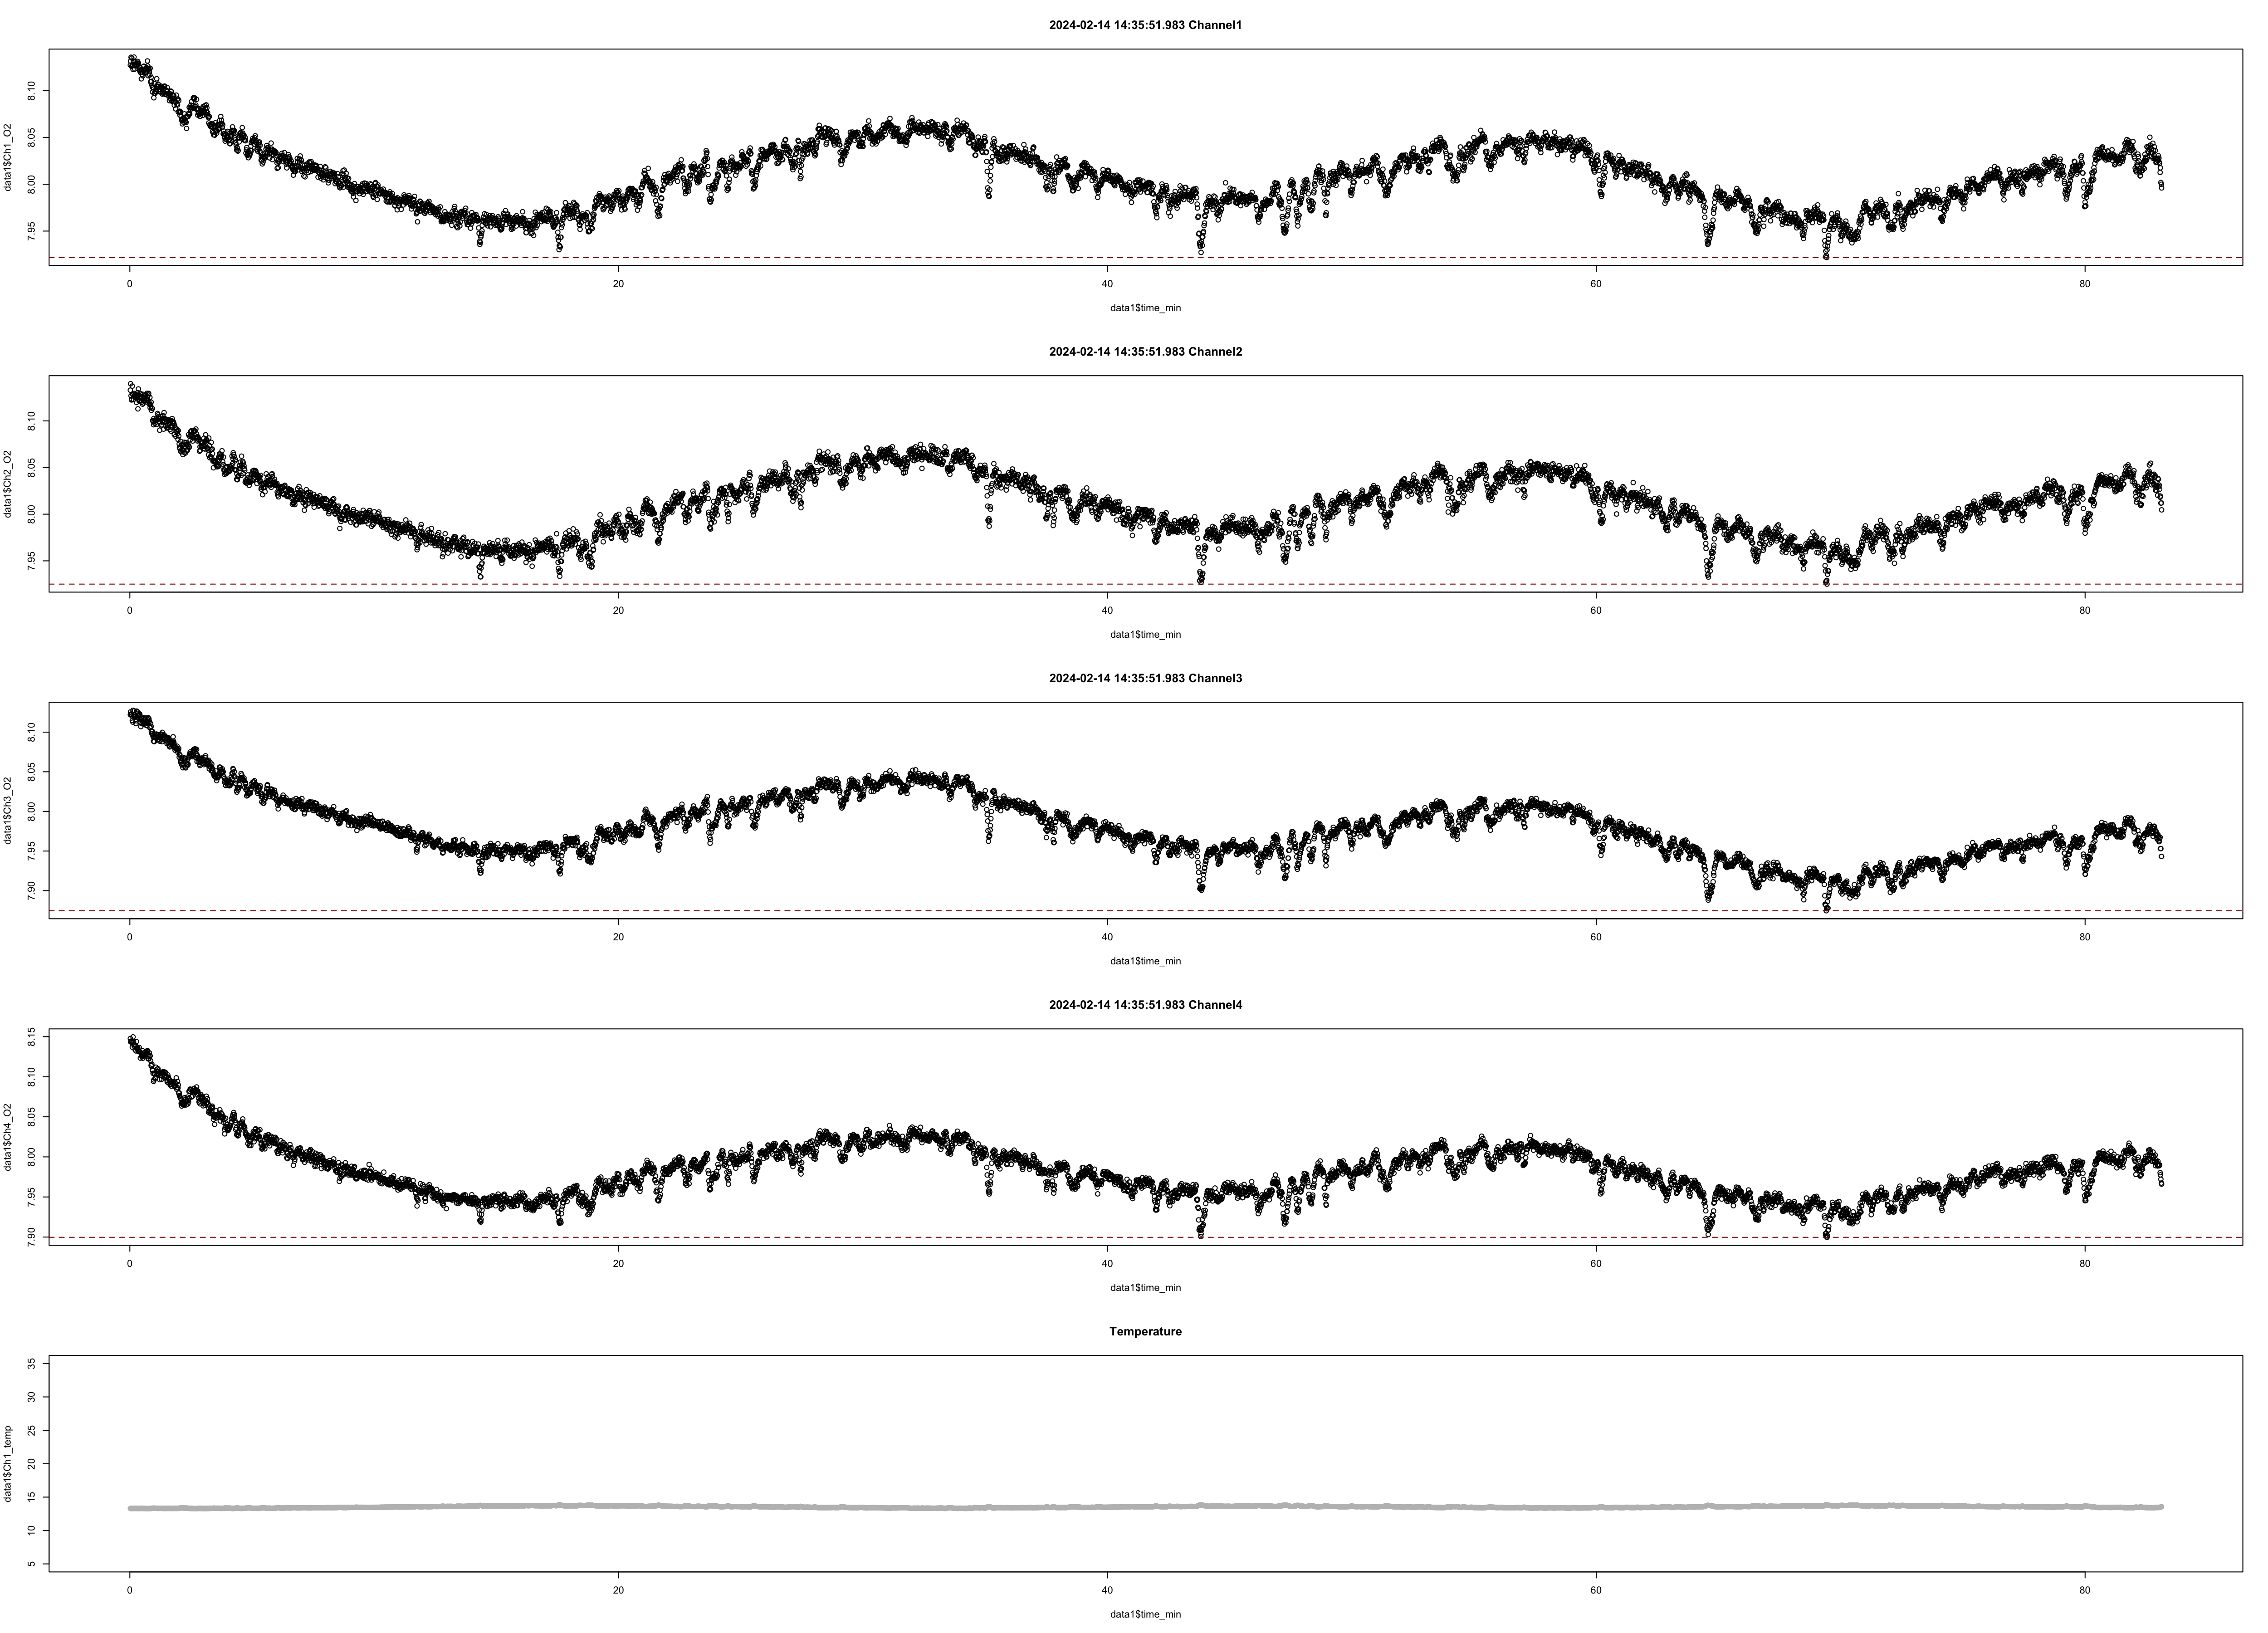 2024-02-14 14:35:51.983 Channel1
data1$Ch1_O2
8.10
8.05
8.00
7.95
0 20 40 60 80
data1$time_min
2024-02-14 14:35:51.983 Channel2
data1$Ch2_O2
8.10
8.05
8.00
7.95
0 20 40 60 80
data1$time_min
2024-02-14 14:35:51.983 Channel3
data1$Ch3_O2
8.10
8.05
8.00
7.95
7.90
0 20 40 60 80
data1$time_min
2024-02-14 14:35:51.983 Channel4
data1$Ch4_O2
8.15
8.10
8.05
8.00
7.95
7.90
0 20 40 60 80
data1$time_min
Temperature
data1$Ch1_temp
35
30
25
20
15
10
5
0 20 40 60 80
data1$time_min